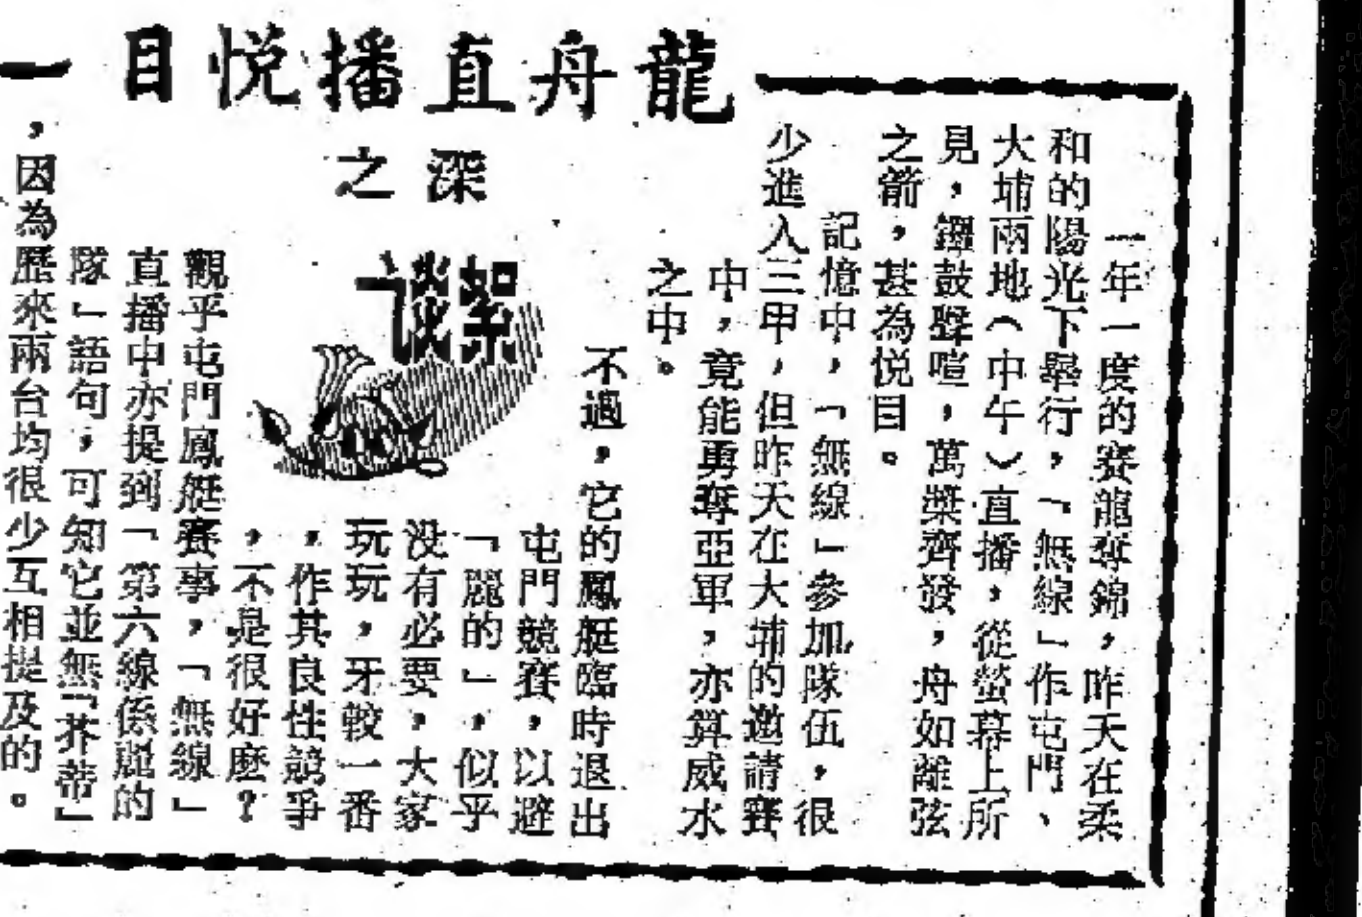 龍舟直播悅目
深之
絮談
一年一度的賽龍奪錦，昨天在柔
和的陽光下舉行，「無線」作屯門、
大埔兩地（中午）直播，從螢幕上所
見，鑼鼓聲喧，萬槳齊發，舟如離弦
之箭，甚為悅目。
記憶中，「無線」參加隊伍，很
少進入三甲，但昨天在大埔的邀請賽
中，竟能勇奪亞軍，亦算威水
之中。
不過，它的鳳艇臨時退出
屯門競賽，以避
「麗的」，似乎
没有必要，大家
玩玩，牙較一番
，作其良性競爭
，不是很好麽？
觀乎屯門鳳艇賽事，「無線」
直播中亦提到「第六線係麗的
隊」語句，可知它並無「芥蒂」
，因為歷來兩台均很少互相提及的。